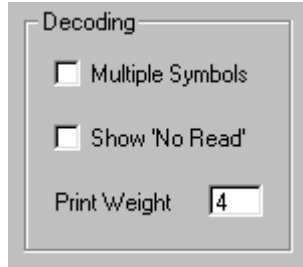 Decoding
Multiple Symbols
Show 'No Read'
Print Weight 4